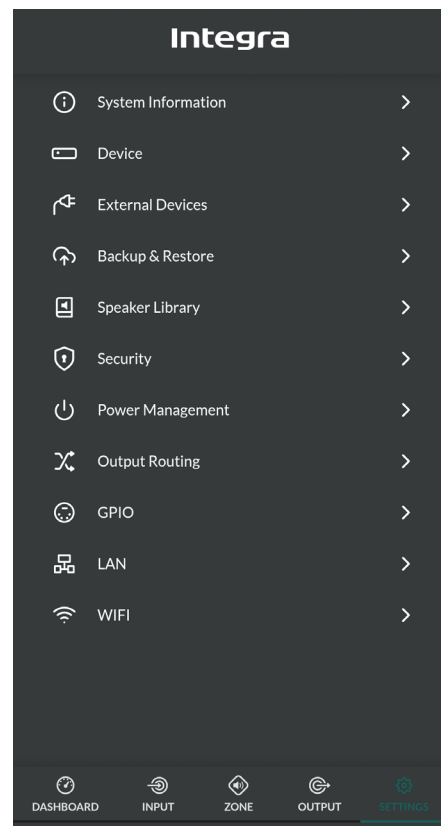 Integra
System Information
Device
External Devices
Backup & Restore
Speaker Library
Security
Power Management
Output Routing
GPIO
LAN
WIFI
DASHBOARD INPUT ZONE OUTPUT SETTINGS